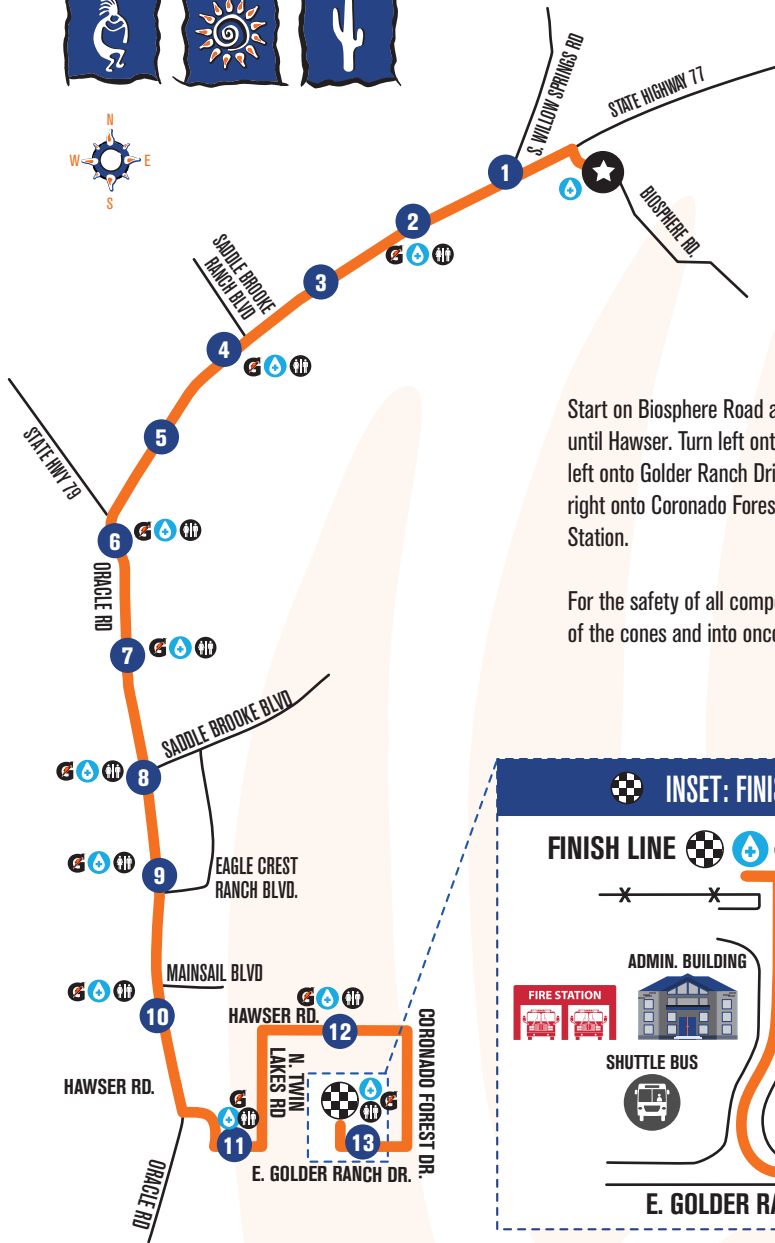 N
W
E
S
S. WILLOW SPRINGS RD
STATE HIGHWAY 77
1
BIOSPHERE RD.
2
G
SADDLE BROOKE
RANCH BLVD
3
4
G
5
STATE HWY 79
Start on Biosphere Road a
until Hawser. Turn left ont
left onto Golder Ranch Dri
right onto Coronado Fores
Station.
6
G
ORACLE RD
For the safety of all compe
of the cones and into onco
7
G
SADDLE BROOKE BLVD
G
8
G
9
EAGLE CREST
RANCH BLVD.
MAINSAIL BLVD
G
10
HAWSER RD.
G
12
HAWSER RD.
N. TWIN
LAKES RD
CORONADO FOREST DR.
G
11
G
13
E. GOLDER RANCH DR.
ORACLE RD
INSET: FINIS
FINISH LINE
X
X
ADMIN. BUILDING
FIRE STATION
SHUTTLE BUS
E. GOLDER RA